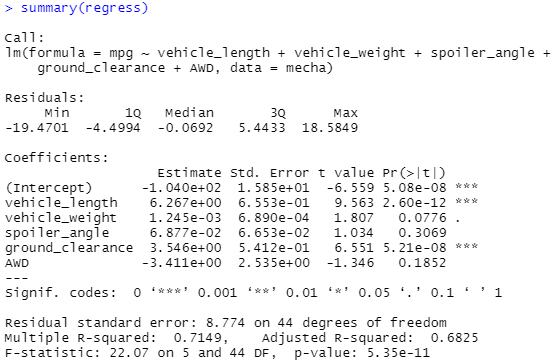 > summary(regress)
Call:
lm(formula = mpg ~ vehicle_length + vehicle_weight + spoiler_angle +
    ground_clearance + AWD, data = mecha)
Residuals:
     Min       1Q   Median       3Q      Max
-19.4701  -4.4994  -0.0692   5.4433  18.5849
Coefficients:
                   Estimate Std. Error t value Pr(>|t|)
(Intercept)      -1.040e+02  1.585e+01  -6.559 5.08e-08 ***
vehicle_length    6.267e+00  6.553e-01   9.563 2.60e-12 ***
vehicle_weight    1.245e-03  6.890e-04   1.807   0.0776 .
spoiler_angle     6.877e-02  6.653e-02   1.034   0.3069
ground_clearance  3.546e+00  5.412e-01   6.551 5.21e-08 ***
AWD              -3.411e+00  2.535e+00  -1.346   0.1852
---
Signif. codes:  0 ‘***’ 0.001 ‘**’ 0.01 ‘*’ 0.05 ‘.’ 0.1 ‘ ’ 1
Residual standard error: 8.774 on 44 degrees of freedom
Multiple R-squared:  0.7149,    Adjusted R-squared:  0.6825
F-statistic: 22.07 on 5 and 44 DF,  p-value: 5.35e-11